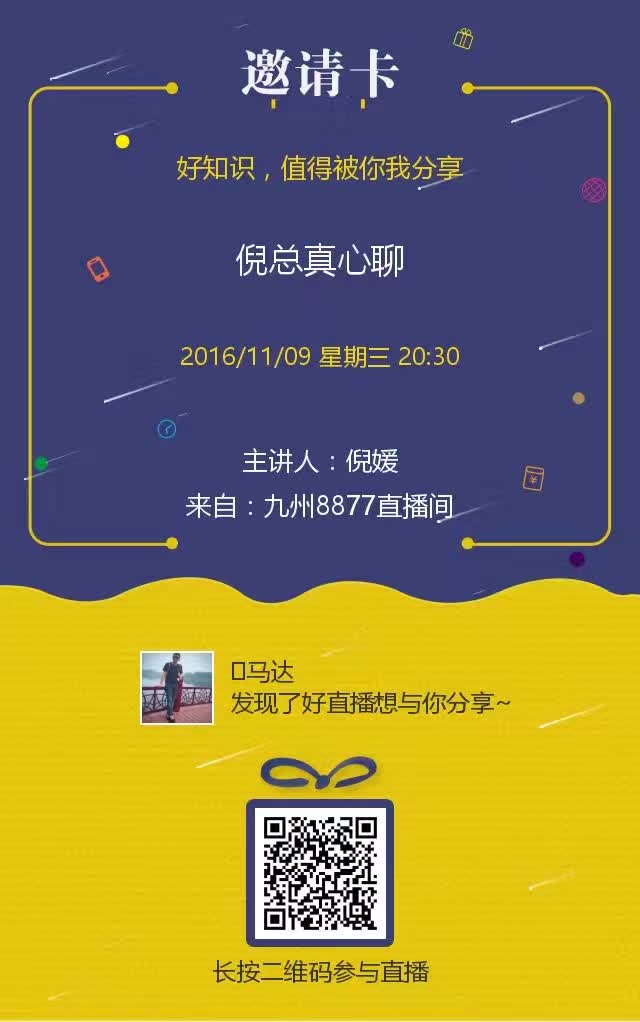 邀请卡
好知识，值得被你我分享
倪总真心聊
2016/11/09 星期三 20:30
主讲人：倪媛
来自：九州8877直播间
马达
发现了好直播想与你分享~
长按二维码参与直播